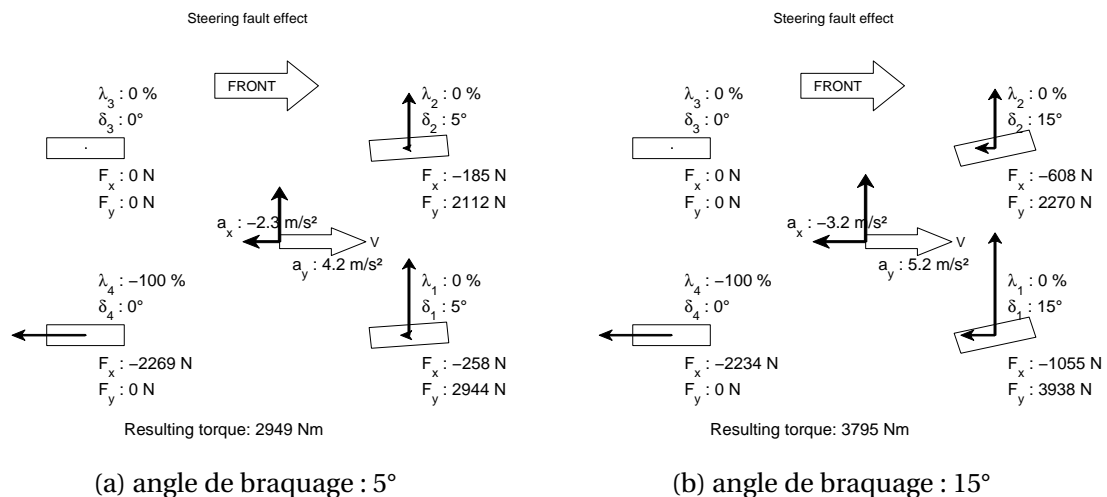 Steering fault effect
FRONT
λ3 : 0 %
δ3 : 0°
Fx : 0 N
Fy : 0 N
λ2 : 0 %
δ2 : 5°
Fx : −185 N
Fy : 2112 N
ax : −2.3 m/s²
V
ay : 4.2 m/s²
λ4 : −100 %
δ4 : 0°
Fx : −2269 N
Fy : 0 N
λ1 : 0 %
δ1 : 5°
Fx : −258 N
Fy : 2944 N
Resulting torque: 2949 Nm
(a) angle de braquage : 5°
Steering fault effect
FRONT
λ3 : 0 %
δ3 : 0°
Fx : 0 N
Fy : 0 N
λ2 : 0 %
δ2 : 15°
Fx : −608 N
Fy : 2270 N
ax : −3.2 m/s²
V
ay : 5.2 m/s²
λ4 : −100 %
δ4 : 0°
Fx : −2234 N
Fy : 0 N
λ1 : 0 %
δ1 : 15°
Fx : −1055 N
Fy : 3938 N
Resulting torque: 3795 Nm
(b) angle de braquage : 15°